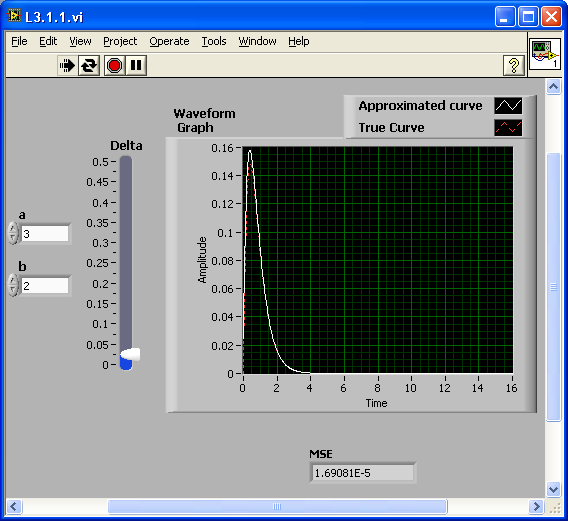 L3.1.1.vi
File Edit View Project Operate Tools Window Help
?
1
Approximated curve
True Curve
Waveform
Graph
Delta
0.5
0.45
0.4
0.35
0.3
0.25
0.2
0.15
0.1
0.05
0
a
3
b
2
Amplitude
0.16
0.14
0.12
0.1
0.08
0.06
0.04
0.02
0
0 2 4 6 8 10 12 14 16
Time
MSE
1.69081E-5